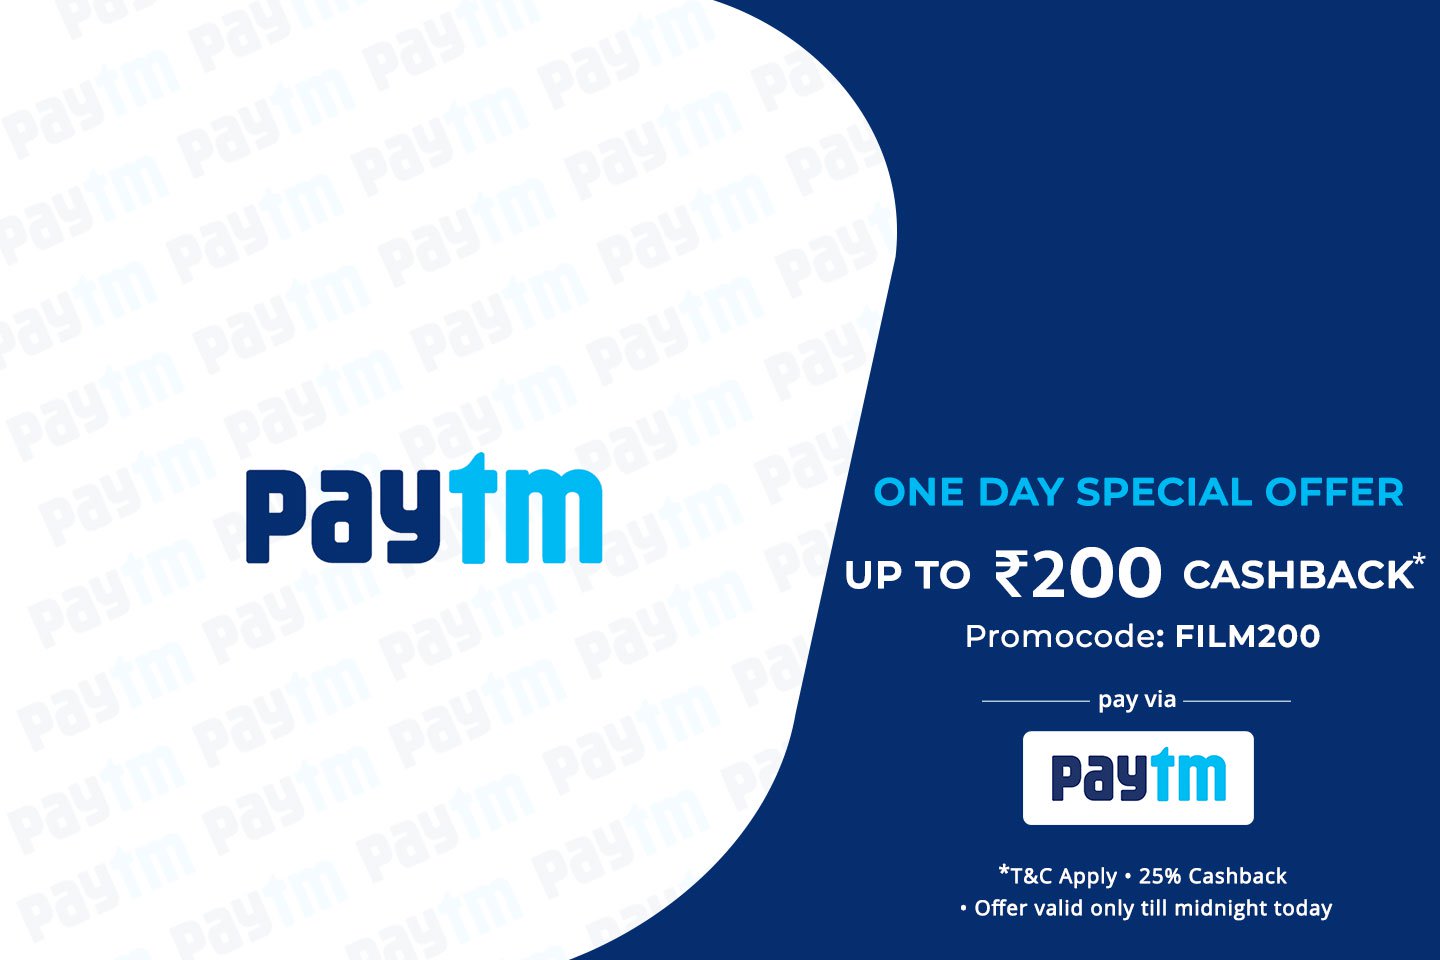 paytm
ONE DAY SPECIAL OFFER
UP TO ₹200 CASHBACK*
Promocode: FILM200
pay via
paytm
*T&C Apply • 25% Cashback
• Offer valid only till midnight today